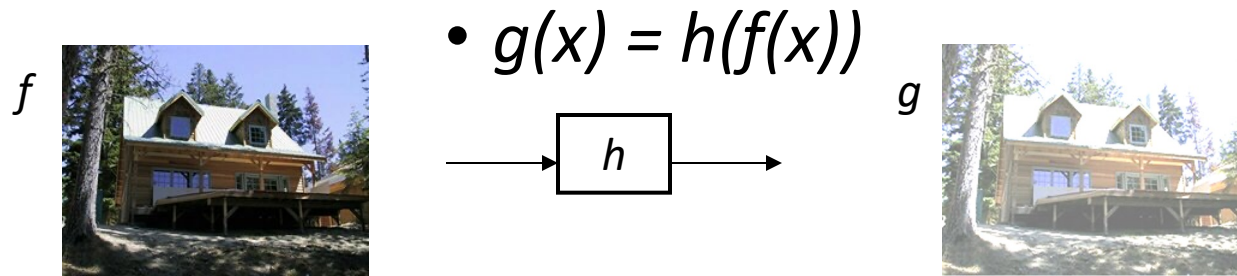 • g(x) = h(f(x))
f
h
g